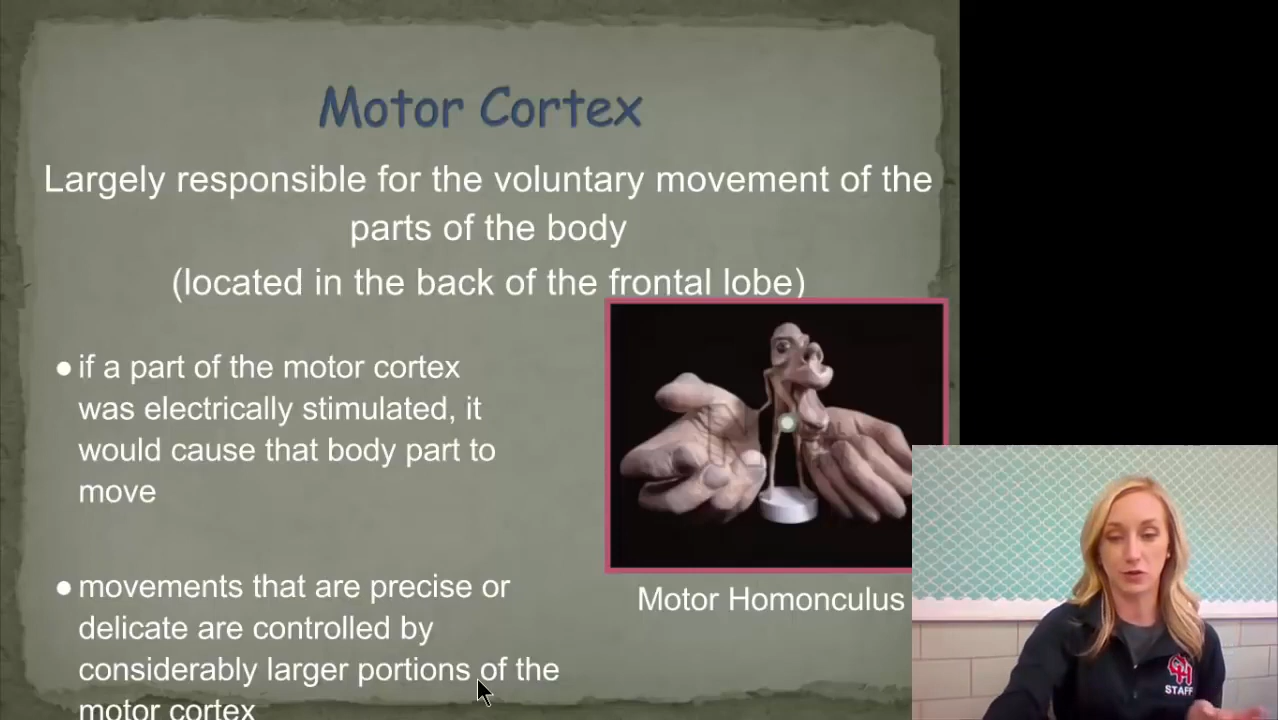 Motor Cortex
Largely responsible for the voluntary movement of the
parts of the body
(located in the back of the frontal lobe)
● if a part of the motor cortex
was electrically stimulated, it
would cause that body part to
move
● movements that are precise or
delicate are controlled by
considerably larger portions of the
motor cortex
Motor Homonculus
STAFF